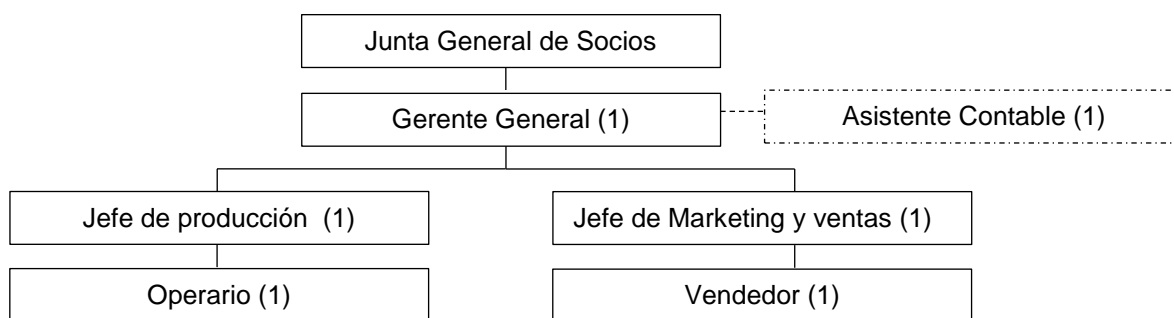 Junta General de Socios
Gerente General (1)
Asistente Contable (1)
Jefe de producción (1)
Jefe de Marketing y ventas (1)
Operario (1)
Vendedor (1)